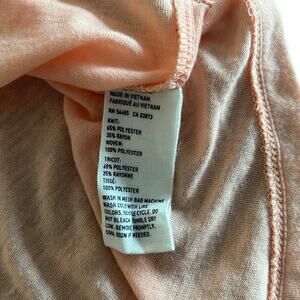 MADE IN VIETNAM
FABRIQUÉ AU VIETNAM
RN 54485 CA 03873
KNIT:
65% POLYESTER
35% RAYON
WOVEN:
100% POLYESTER
TRICOT:
65% POLYESTER
35% RAYONNE
TISSÉ:
100% POLYESTER
WASH IN MESH BAG MACHINE
WASH COLD WITH LIKE
COLORS, GENTLE CYCLE. DO
NOT BLEACH. TUMBLE DRY
LOW. REMOVE PROMPTLY.
COOL IRON IF NEEDED.